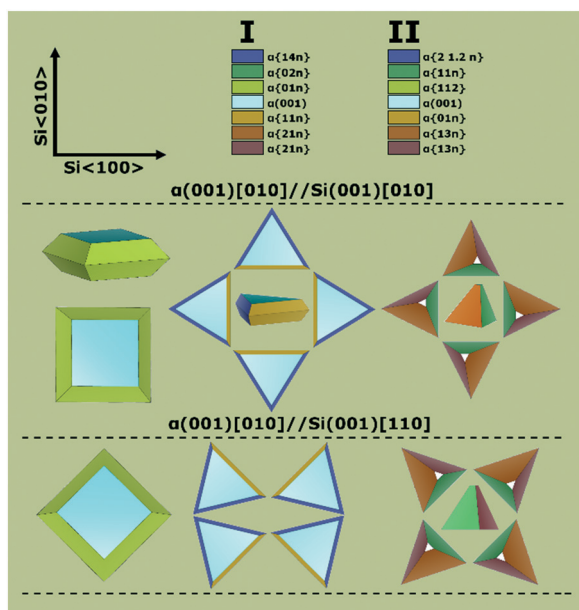 I
II
α{14n}
α{02n}
α{01n}
α(001)
α{11n}
α{21n}
α{21n}
α{2 1.2 n}
α{11n}
α{112}
α(001)
α{01n}
α{13n}
α{13n}
Si<010>
Si<100>
α(001)[010]//Si(001)[010]
α(001)[010]//Si(001)[110]